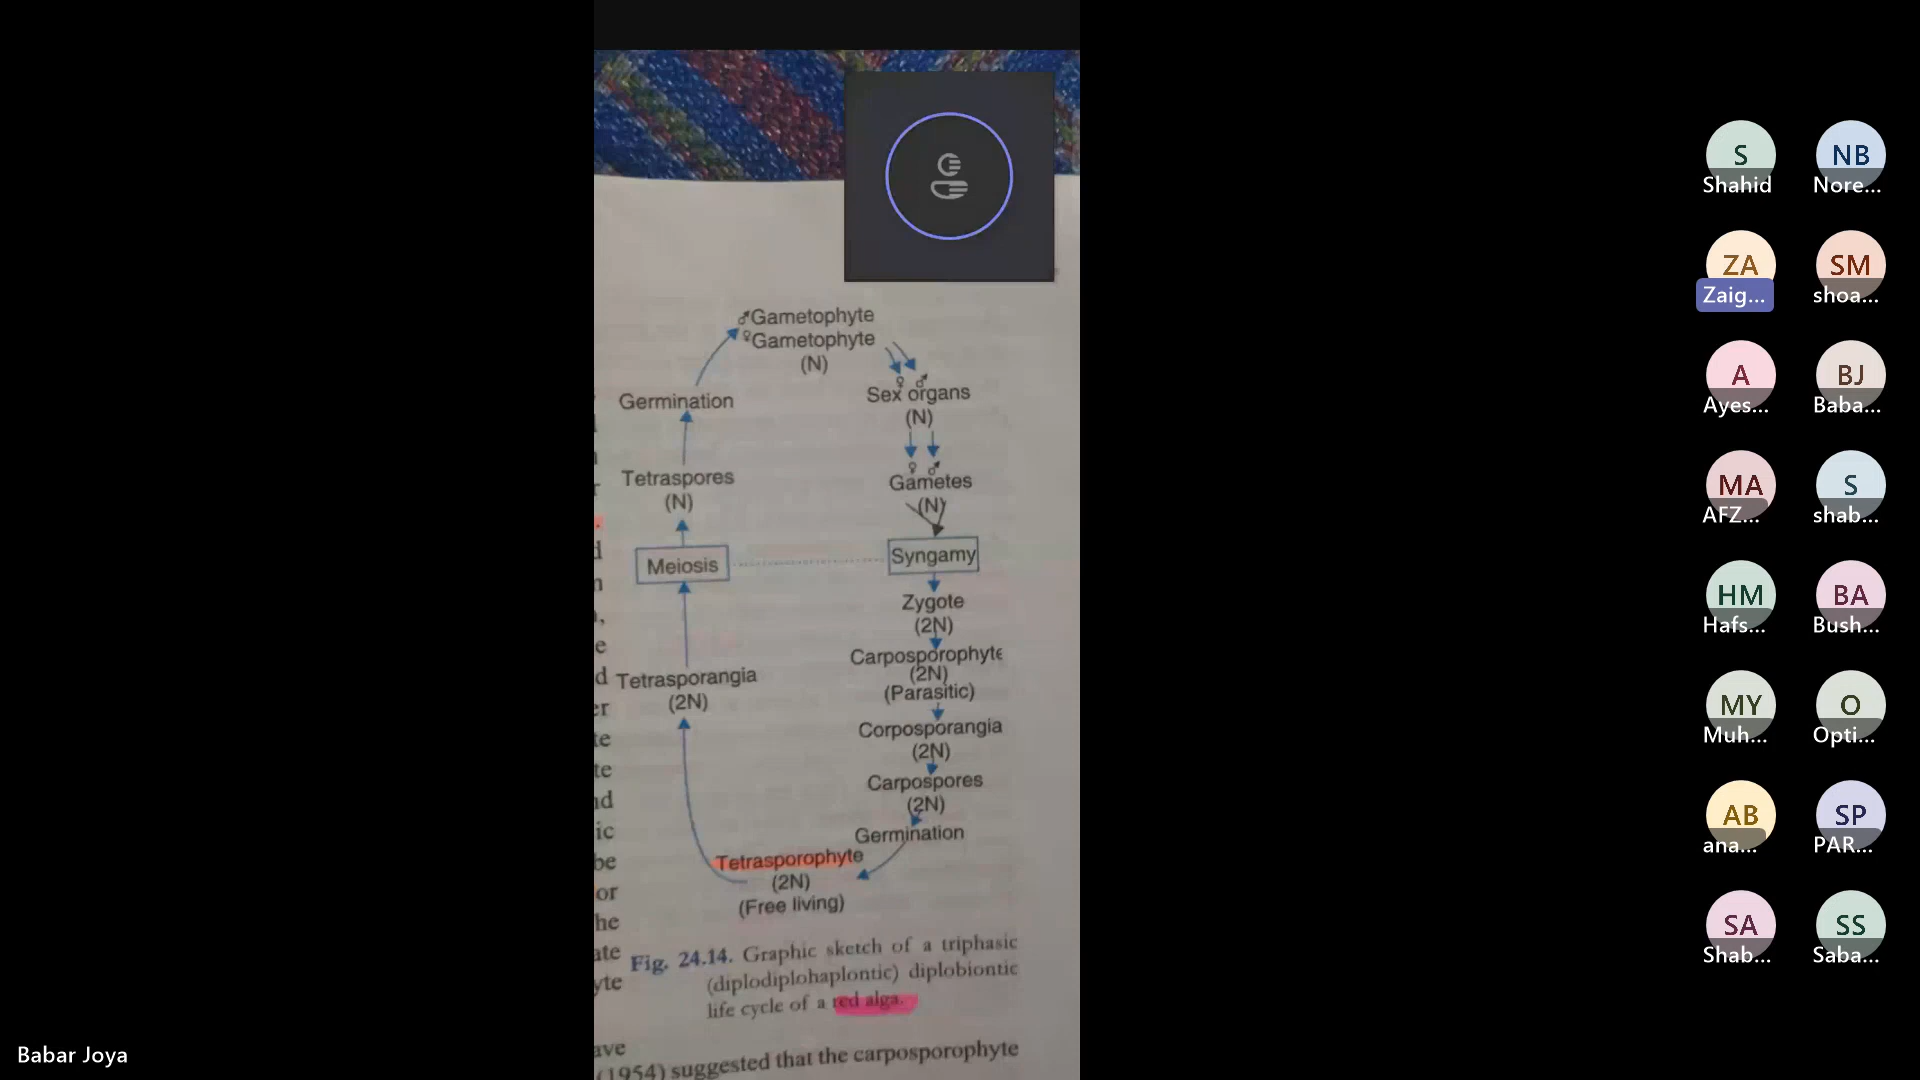 ♂Gametophyte
♀Gametophyte
(N)
Germination
♀ ♂
Sex organs
(N)
Tetraspores
(N)
♀ ♂
Gametes
(N)
Meiosis
Syngamy
Zygote
(2N)
Carposporophyte
(2N)
(Parasitic)
Tetrasporangia
(2N)
Corposporangia
(2N)
Carpospores
(2N)
Germination
Tetrasporophyte
(2N)
(Free living)
Fig. 24.14. Graphic sketch of a triphasic
(diplodiplohaplontic) diplobiontic
life cycle of a red alga.
(1954) suggested that the carposporophyte
S
Shahid
NB
Nore...
ZA
Zaig...
SM
shoa...
A
Ayes...
BJ
Baba...
MA
AFZ...
S
shab...
HM
Hafs...
BA
Bush...
MY
Muh...
O
Opti...
AB
ana...
SP
PAR...
SA
Shab...
SS
Saba...
Babar Joya